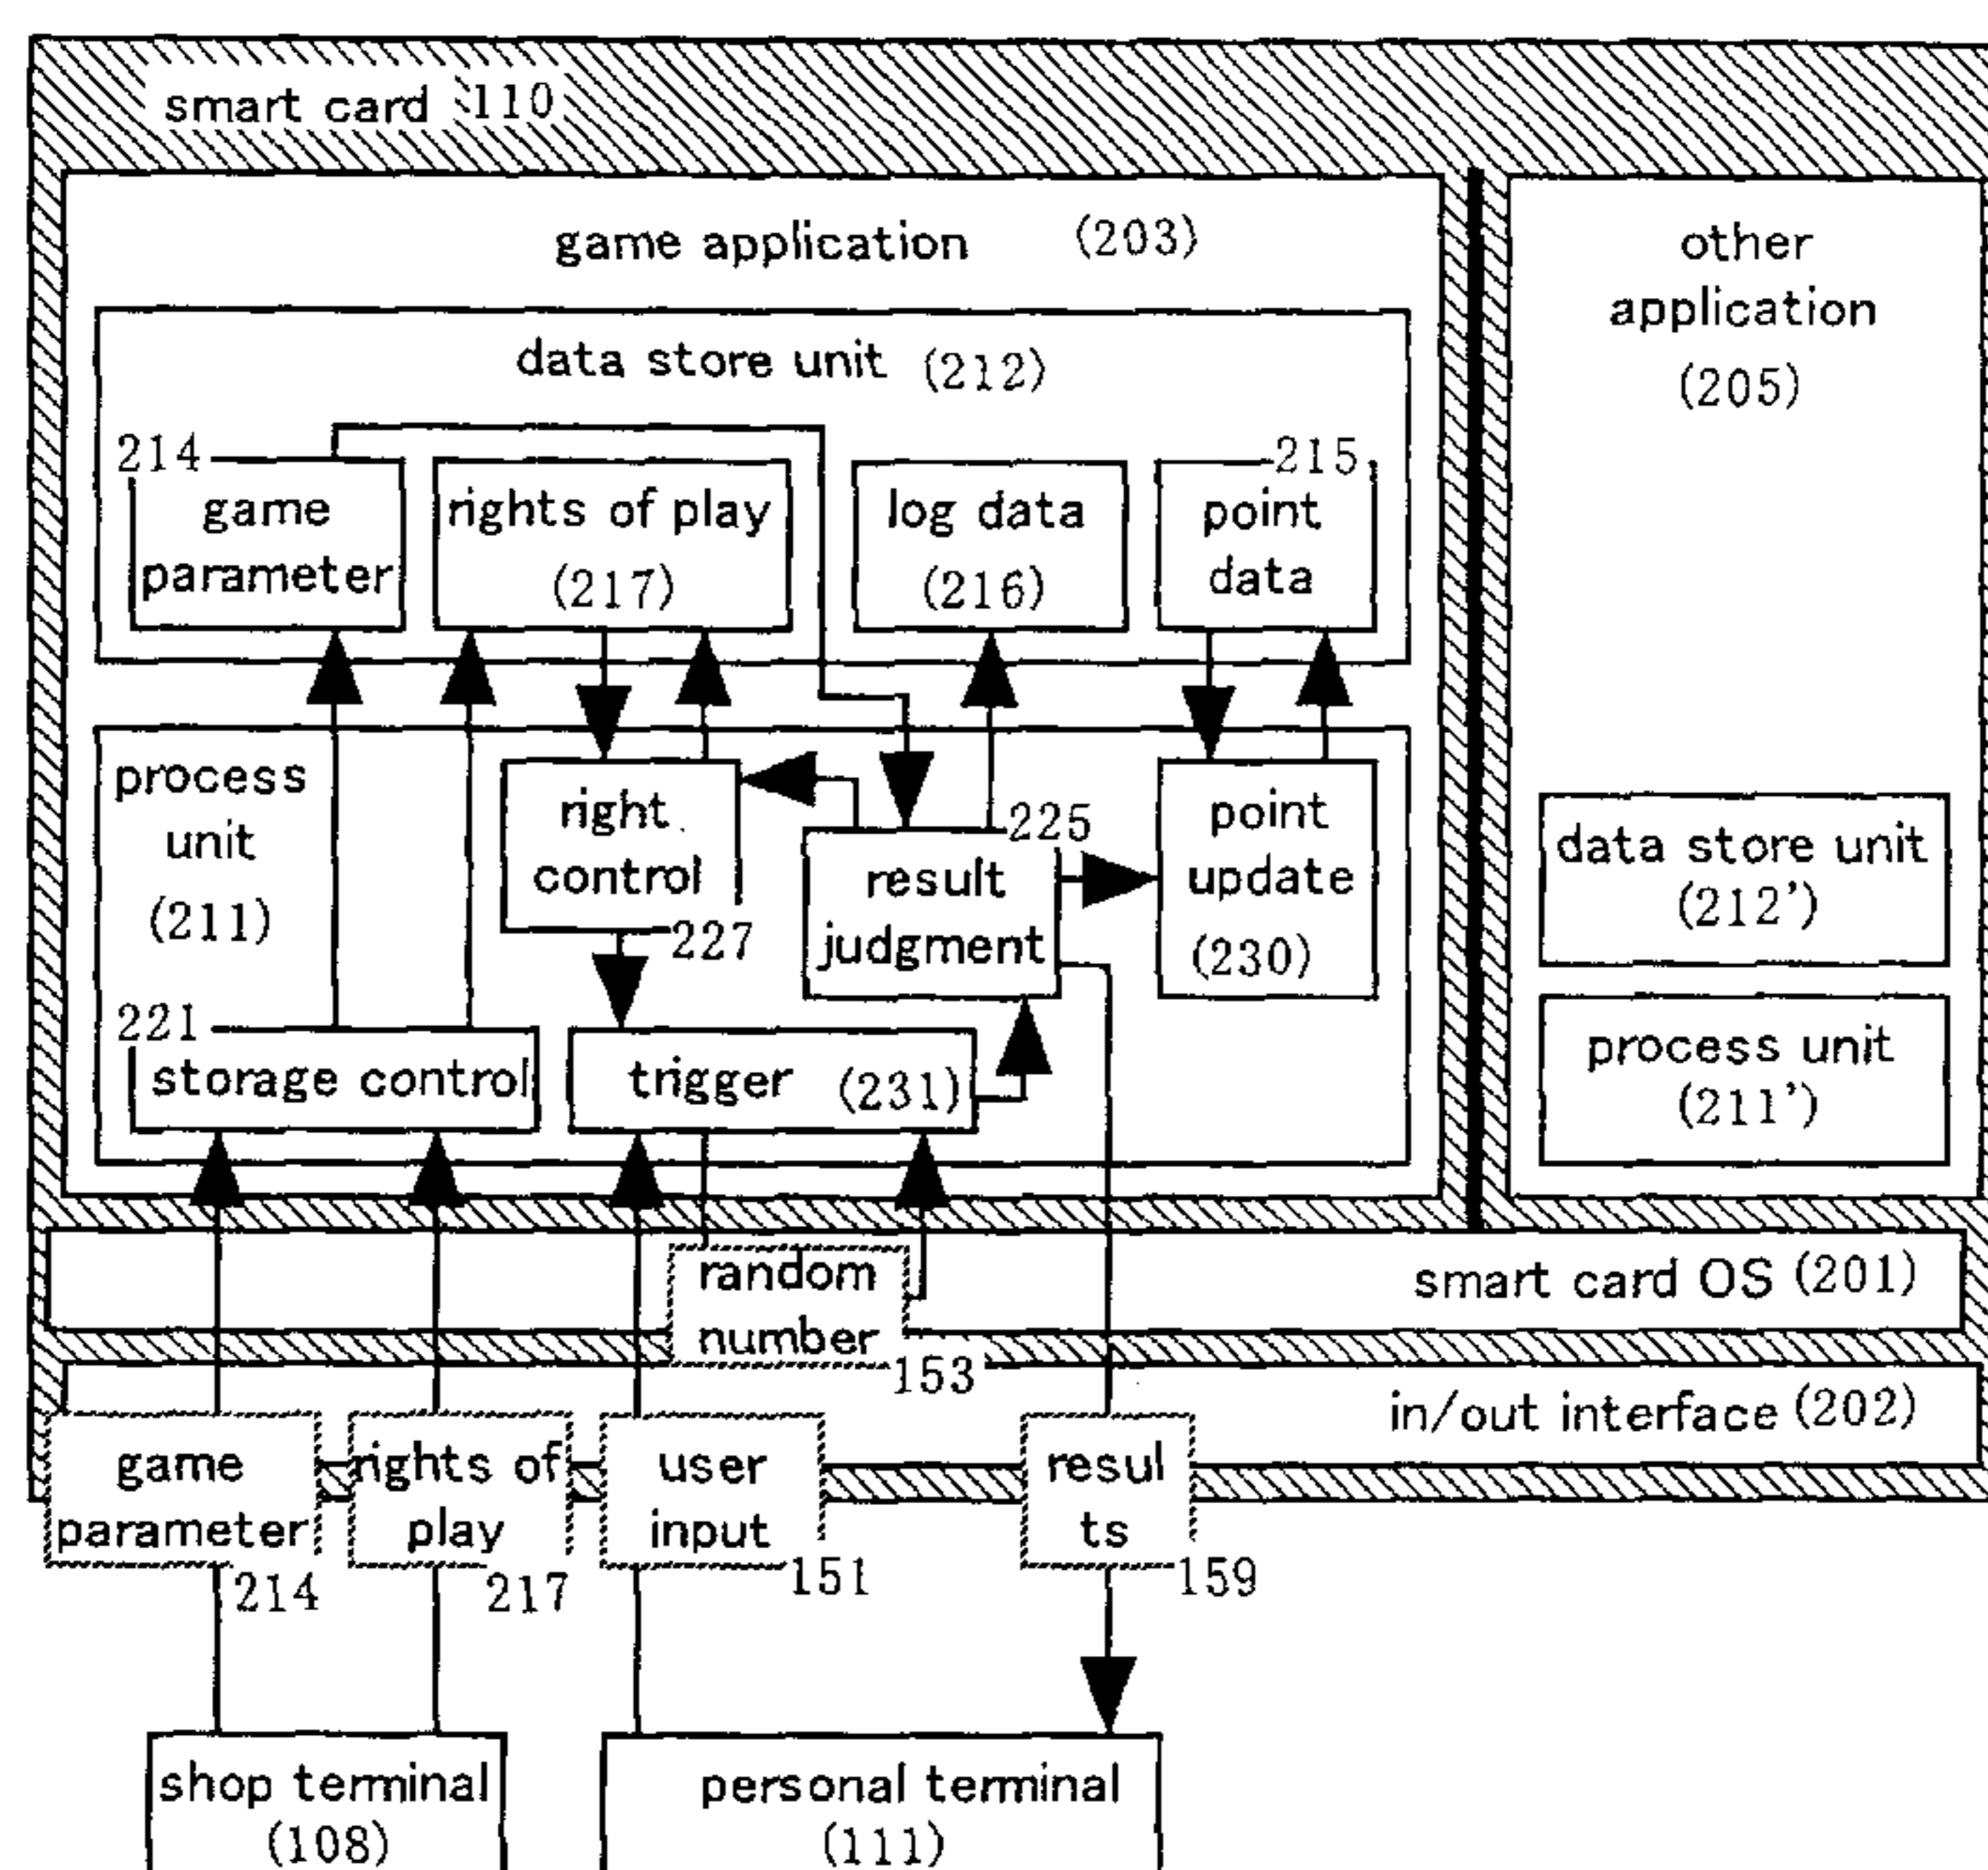 smart card 110
game application (203)
other
application
(205)
data store unit (212)
214
game
parameter
rights of play
(217)
log data
(216)
215
point
data
process
unit
(211)
right
control
227
225
result
judgment
point
update
(230)
data store unit
(212')
process unit
(211')
221
storage control
trigger (231)
random
number
153
smart card OS (201)
in/out interface (202)
game
parameter
214
rights of
play
217
user
input
151
resul
ts
159
shop terminal
(108)
personal terminal
(111)